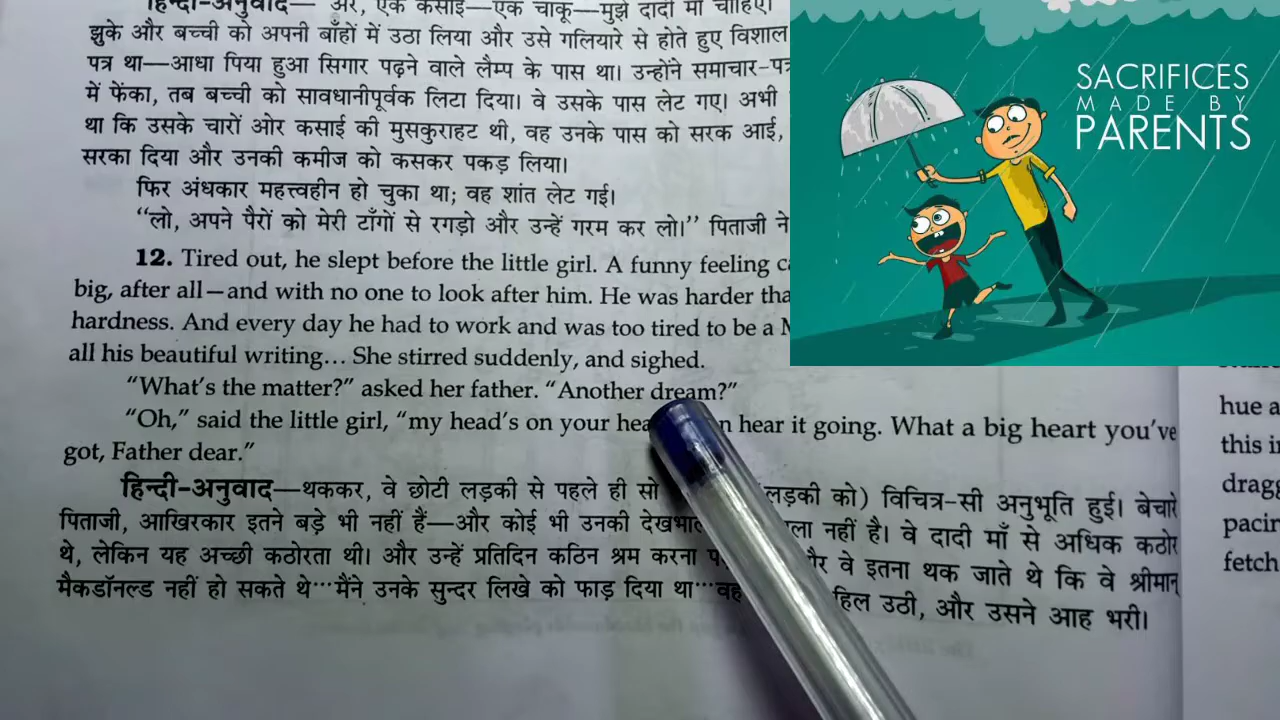 हिन्दी-अनुवाद— अरे, एक कसाई—एक चाकू—मुझे दादी माँ चाहिए।
झुके और बच्ची को अपनी बाँहों में उठा लिया और उसे गलियारे से होते हुए विशाल
पत्र था—आधा पिया हुआ सिगार पढ़ने वाले लैम्प के पास था। उन्होंने समाचार-पत्र
में फेंका, तब बच्ची को सावधानीपूर्वक लिटा दिया। वे उसके पास लेट गए। अभी
था कि उसके चारों ओर कसाई की मुसकुराहट थी, वह उनके पास को सरक आई,
सरका दिया और उनकी कमीज को कसकर पकड़ लिया।
फिर अंधकार महत्त्वहीन हो चुका था; वह शांत लेट गई।
“लो, अपने पैरों को मेरी टाँगों से रगड़ो और उन्हें गरम कर लो।” पिताजी ने
12. Tired out, he slept before the little girl. A funny feeling
big, after all—and with no one to look after him. He was harder
hardness. And every day he had to work and was too tired to be a
all his beautiful writing... She stirred suddenly, and sighed.
“What's the matter?” asked her father. “Another dream?”
“Oh,” said the little girl, “my head's on your hear it going. What a big heart you've
got, Father dear.”
हिन्दी-अनुवाद—थककर, वे छोटी लड़की से पहले ही सो लड़की को) विचित्र-सी अनुभूति हुई। बेचारे
पिताजी, आखिरकार इतने बड़े भी नहीं हैं—और कोई भी उनकी नहीं है। वे दादी माँ से अधिक कठोर
थे, लेकिन यह अच्छी कठोरता थी। और उन्हें प्रतिदिन कठिन श्रम करना वे इतना थक जाते थे कि वे श्रीमान्
मैकडॉनल्ड नहीं हो सकते थे···मैंने उनके सुन्दर लिखे को फाड़ दिया था···वह हिल उठी, और उसने आह भरी।
SACRIFICES
MADE BY
PARENTS
hue a
this i
dragg
pacin
fetch